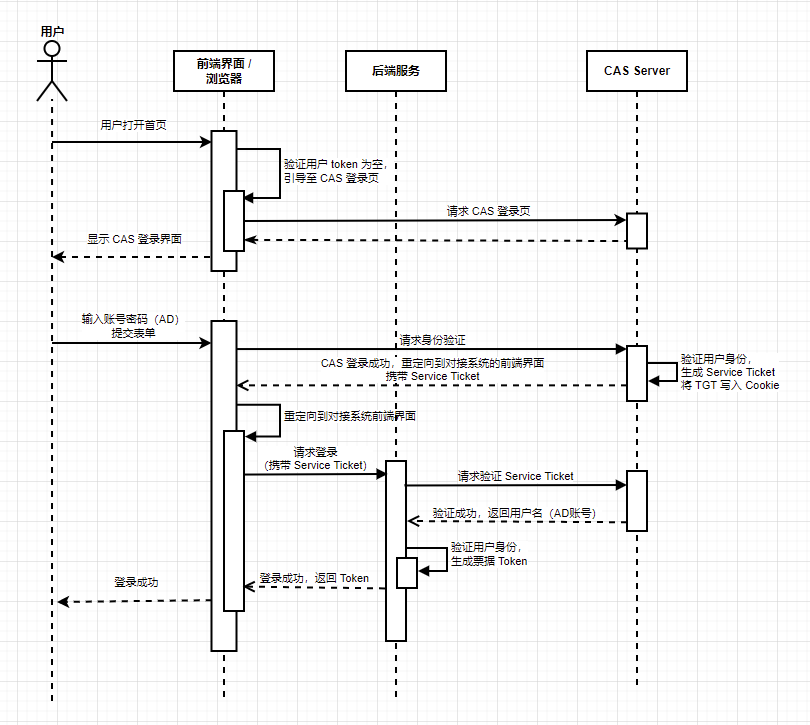 用户
前端界面 /
浏览器
后端服务
CAS Server
用户打开首页
验证用户 token 为空，
引导至 CAS 登录页
请求 CAS 登录页
显示 CAS 登录界面
输入账号密码（AD）
提交表单
请求身份验证
CAS 登录成功，重定向到对接系统的前端界面
携带 Service Ticket
验证用户身份，
生成 Service Ticket
将 TGT 写入 Cookie
重定向到对接系统前端界面
请求登录
（携带 Service Ticket）
请求验证 Service Ticket
验证成功，返回用户名（AD账号）
验证用户身份，
生成票据 Token
登录成功，返回 Token
登录成功